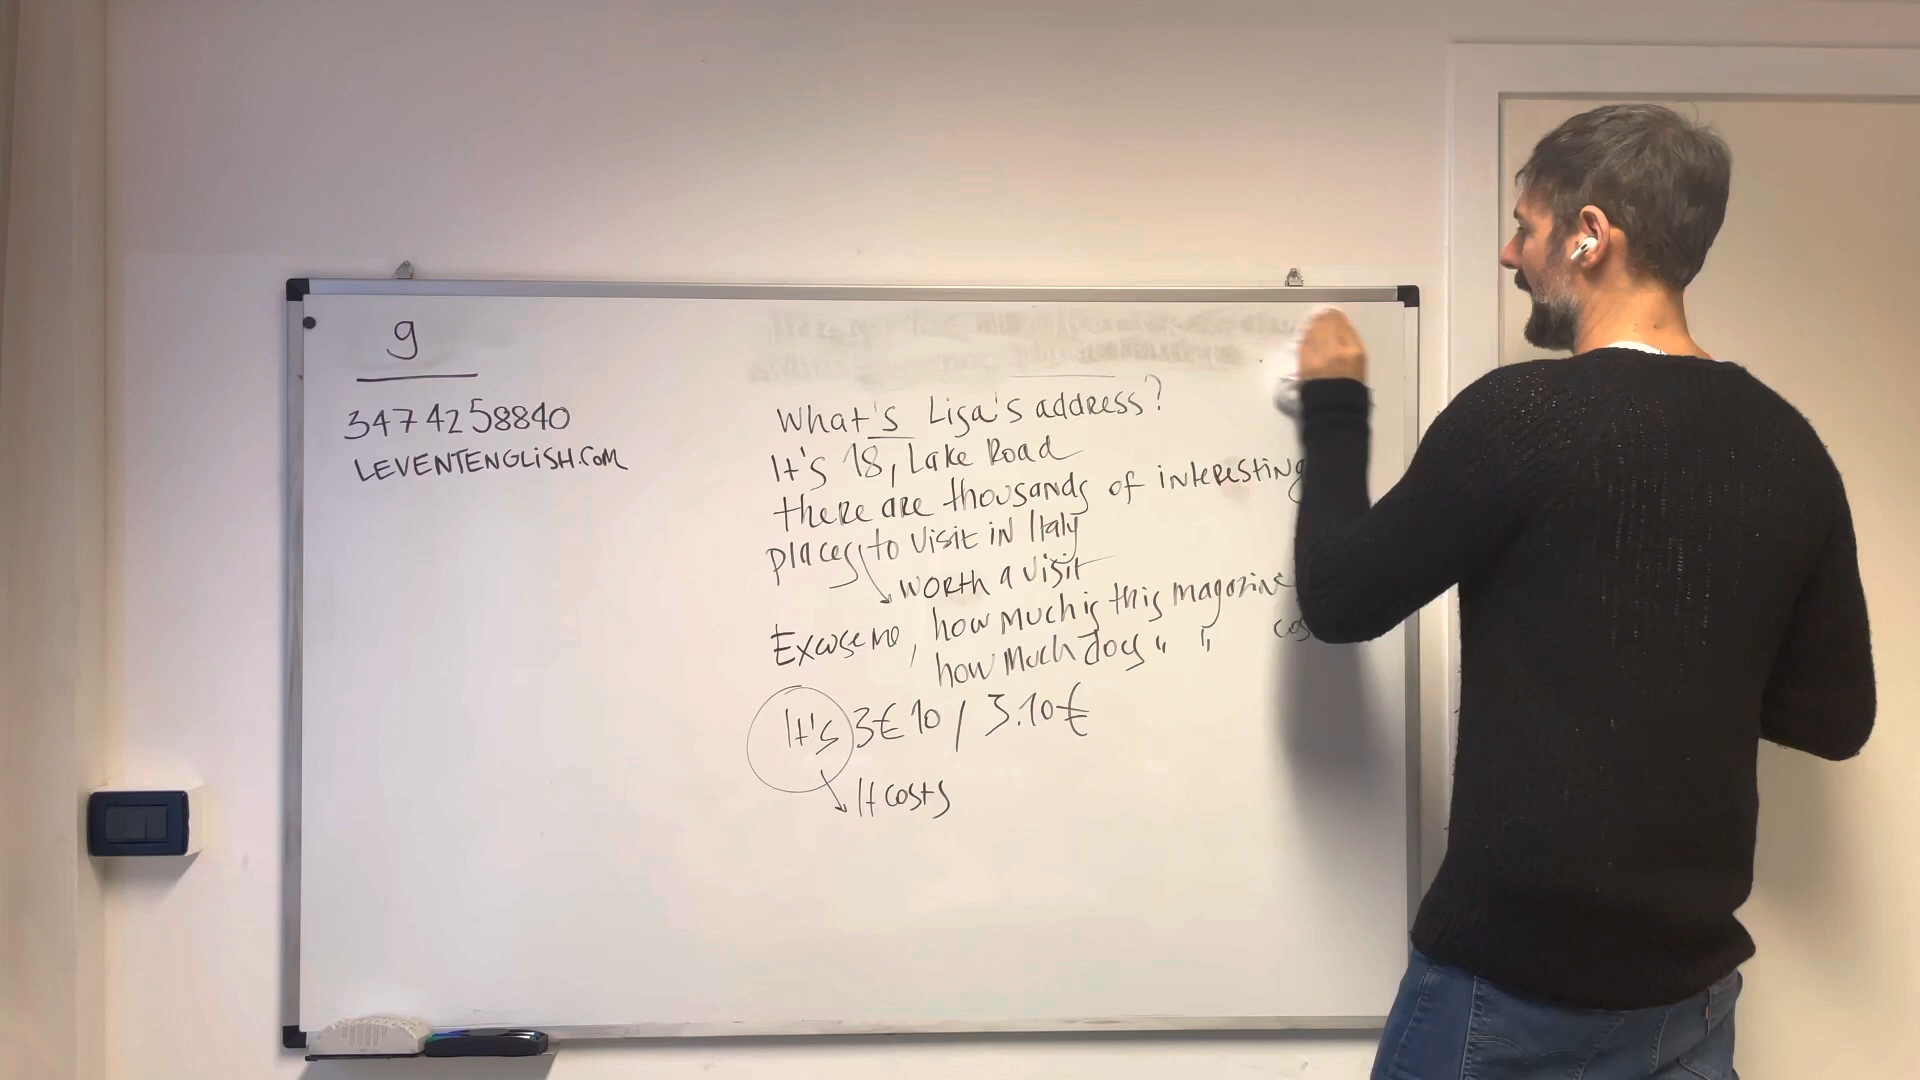 9
3474258840
LEVENTENGLISH.COM
What's Lisa's address?
It's 18, Lake Road
there are thousands of interesting
places to visit in Italy
worth a visit
Excuse me, how much is this magazine
how much does " "
It's 3€10 / 3.10€
It costs